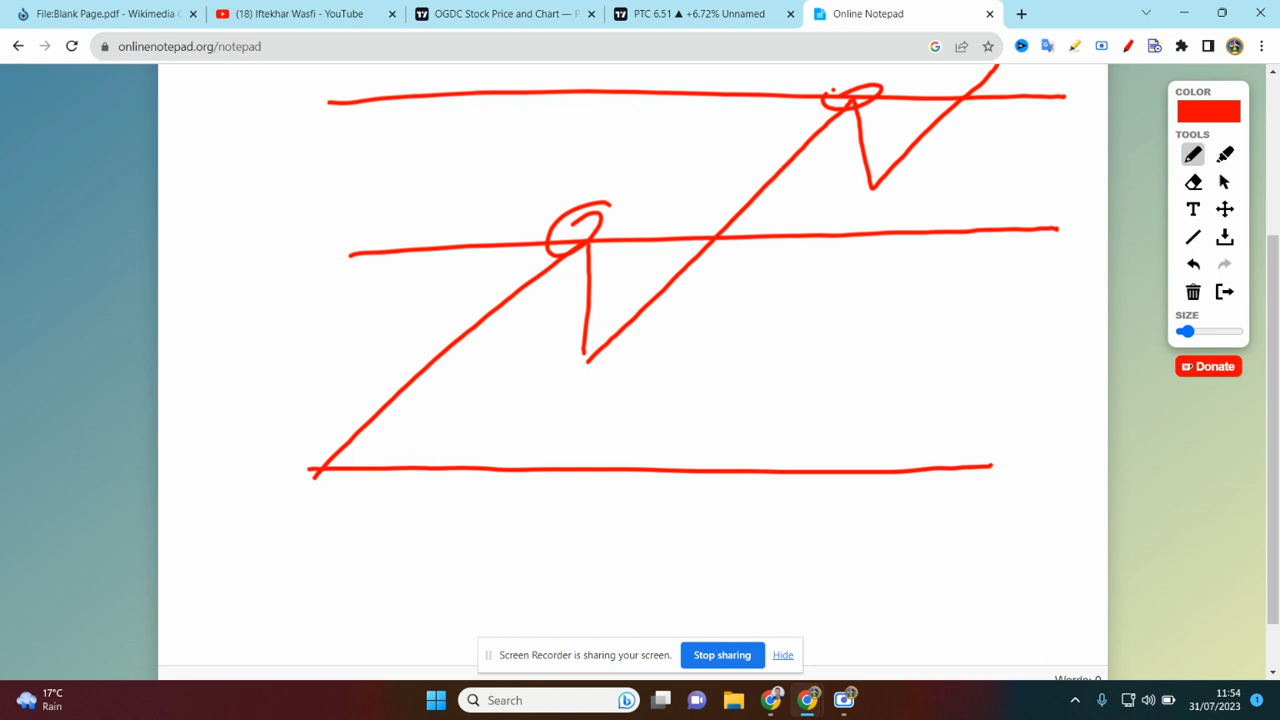 File:Blank Page.pdf - Wikimedia C
(18) Iftekhar Wasfi - YouTube
OGDC Stock Price and Chart — P
PTC 6.51 ▲ +6.72% Unnamed
Online Notepad
onlinenotepad.org/notepad
COLOR
TOOLS
SIZE
Donate
Screen Recorder is sharing your screen.
Stop sharing
Hide
Words: 0
17°C
Rain
Search
11:54
31/07/2023